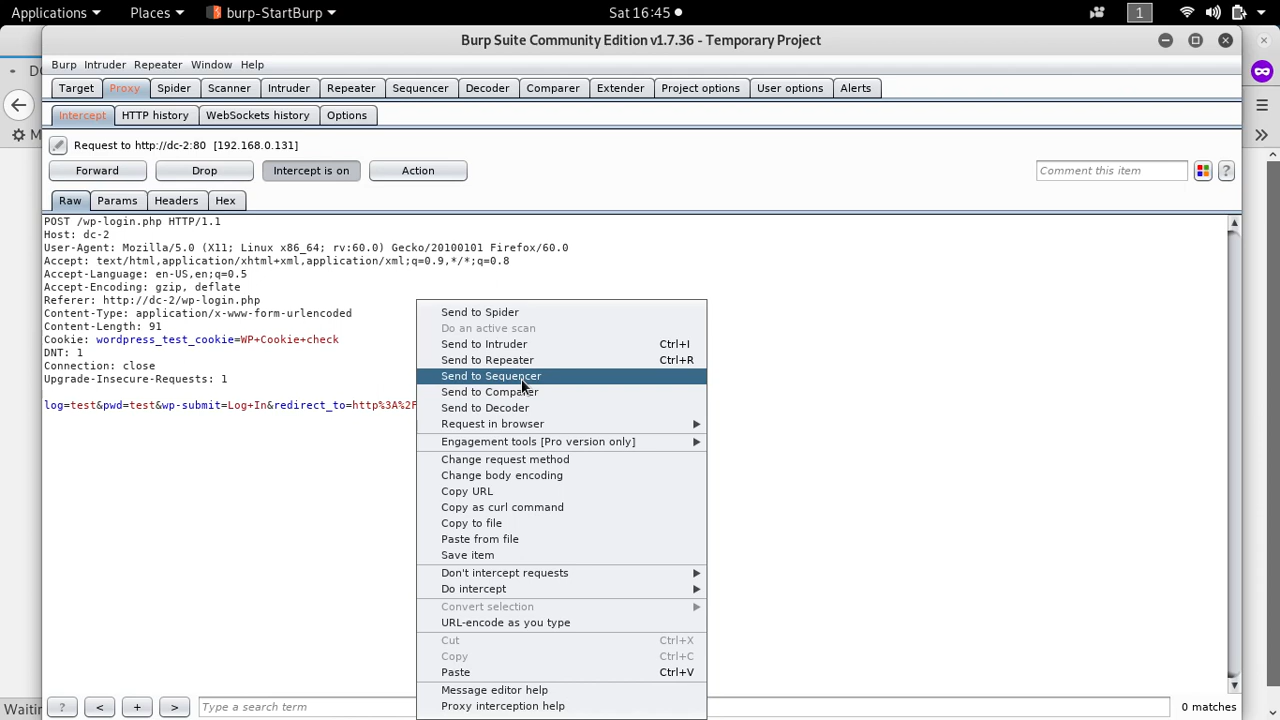 Applications Places burp-StartBurp Sat 16:45 1
Burp Suite Community Edition v1.7.36 - Temporary Project
Burp Intruder Repeater Window Help
Target Proxy Spider Scanner Intruder Repeater Sequencer Decoder Comparer Extender Project options User options Alerts
Intercept HTTP history WebSockets history Options
Request to http://dc-2:80 [192.168.0.131]
Forward Drop Intercept is on Action Comment this item ?
Raw Params Headers Hex
POST /wp-login.php HTTP/1.1
Host: dc-2
User-Agent: Mozilla/5.0 (X11; Linux x86_64; rv:60.0) Gecko/20100101 Firefox/60.0
Accept: text/html,application/xhtml+xml,application/xml;q=0.9,*/*;q=0.8
Accept-Language: en-US,en;q=0.5
Accept-Encoding: gzip, deflate
Referer: http://dc-2/wp-login.php
Content-Type: application/x-www-form-urlencoded
Content-Length: 91
Cookie: wordpress_test_cookie=WP+Cookie+check
DNT: 1
Connection: close
Upgrade-Insecure-Requests: 1
log=test&pwd=test&wp-submit=Log+In&redirect_to=http%3A%2F
Send to Spider
Do an active scan
Send to Intruder Ctrl+I
Send to Repeater Ctrl+R
Send to Sequencer
Send to Comparer
Send to Decoder
Request in browser
Engagement tools [Pro version only]
Change request method
Change body encoding
Copy URL
Copy as curl command
Copy to file
Paste from file
Save item
Don't intercept requests
Do intercept
Convert selection
URL-encode as you type
Cut Ctrl+X
Copy Ctrl+C
Paste Ctrl+V
Message editor help
Proxy interception help
? < + > Type a search term 0 matches